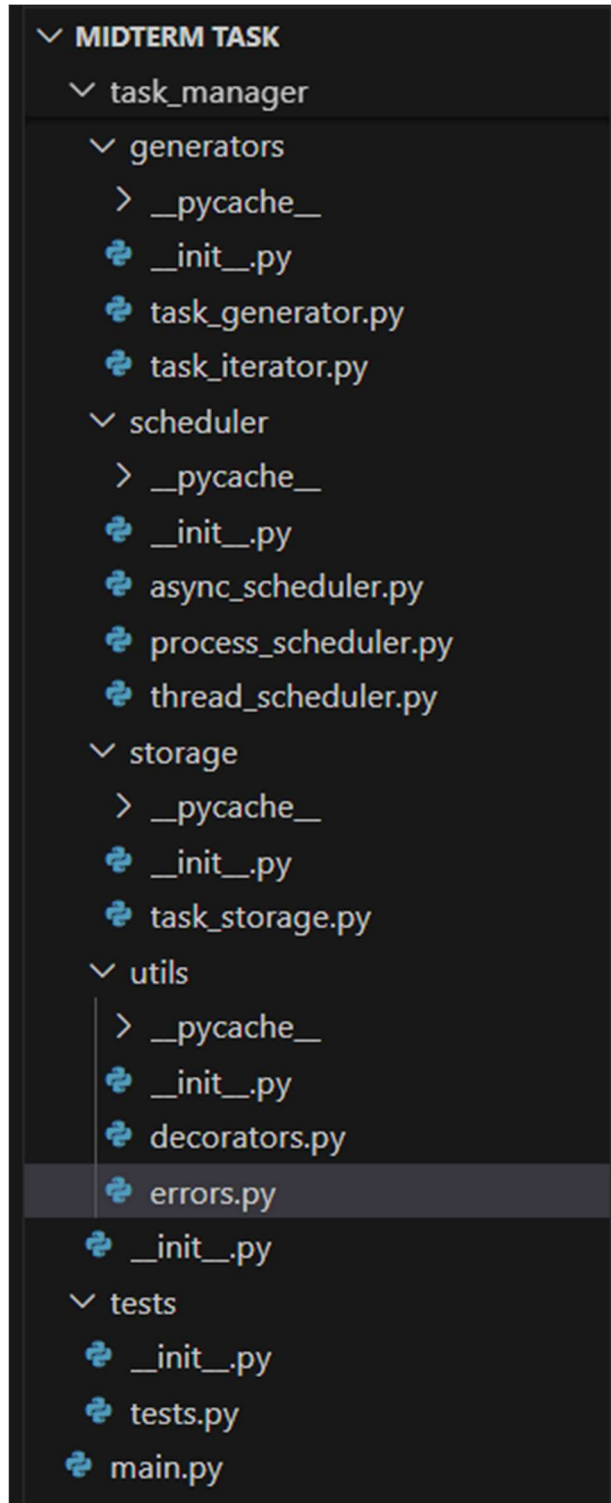 MIDTERM TASK
task_manager
generators
__pycache__
__init__.py
task_generator.py
task_iterator.py
scheduler
__pycache__
__init__.py
async_scheduler.py
process_scheduler.py
thread_scheduler.py
storage
__pycache__
__init__.py
task_storage.py
utils
__pycache__
__init__.py
decorators.py
errors.py
__init__.py
tests
__init__.py
tests.py
main.py